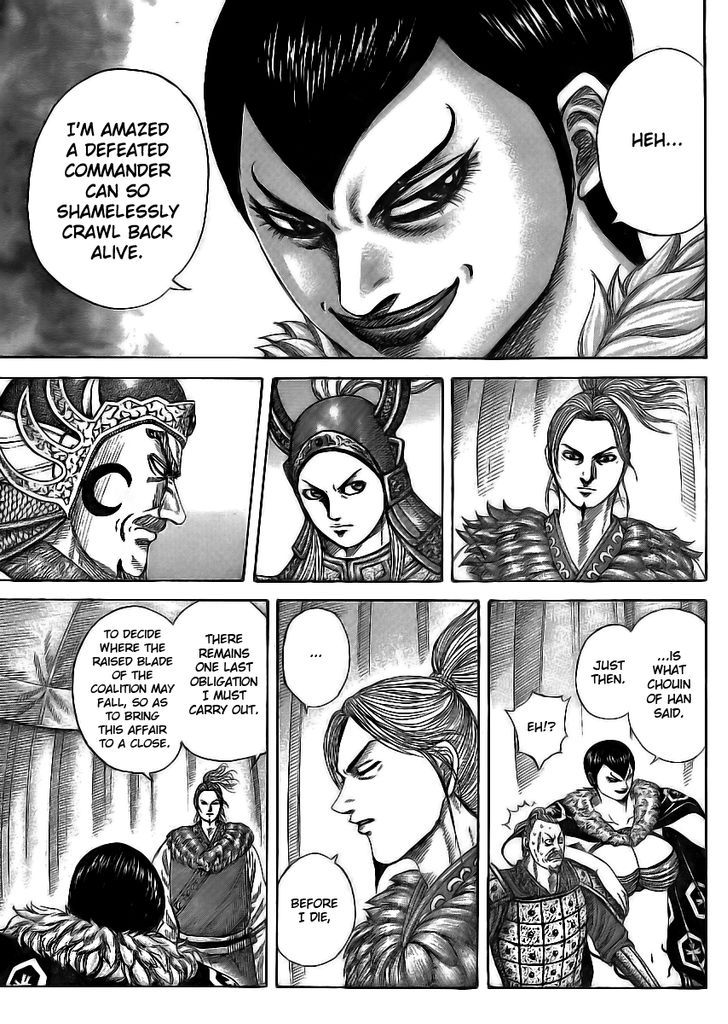 HEH...
I'M AMAZED
A DEFEATED
COMMANDER
CAN SO
SHAMELESSLY
CRAWL BACK
ALIVE.
...IS
WHAT
CHOUIN
OF HAN
SAID.
JUST
THEN.
EH!?
...
BEFORE
I DIE,
THERE
REMAINS
ONE LAST
OBLIGATION
I MUST
CARRY OUT.
TO DECIDE
WHERE THE
RAISED BLADE
OF THE
COALITION MAY
FALL, SO AS
TO BRING
THIS AFFAIR
TO A CLOSE.